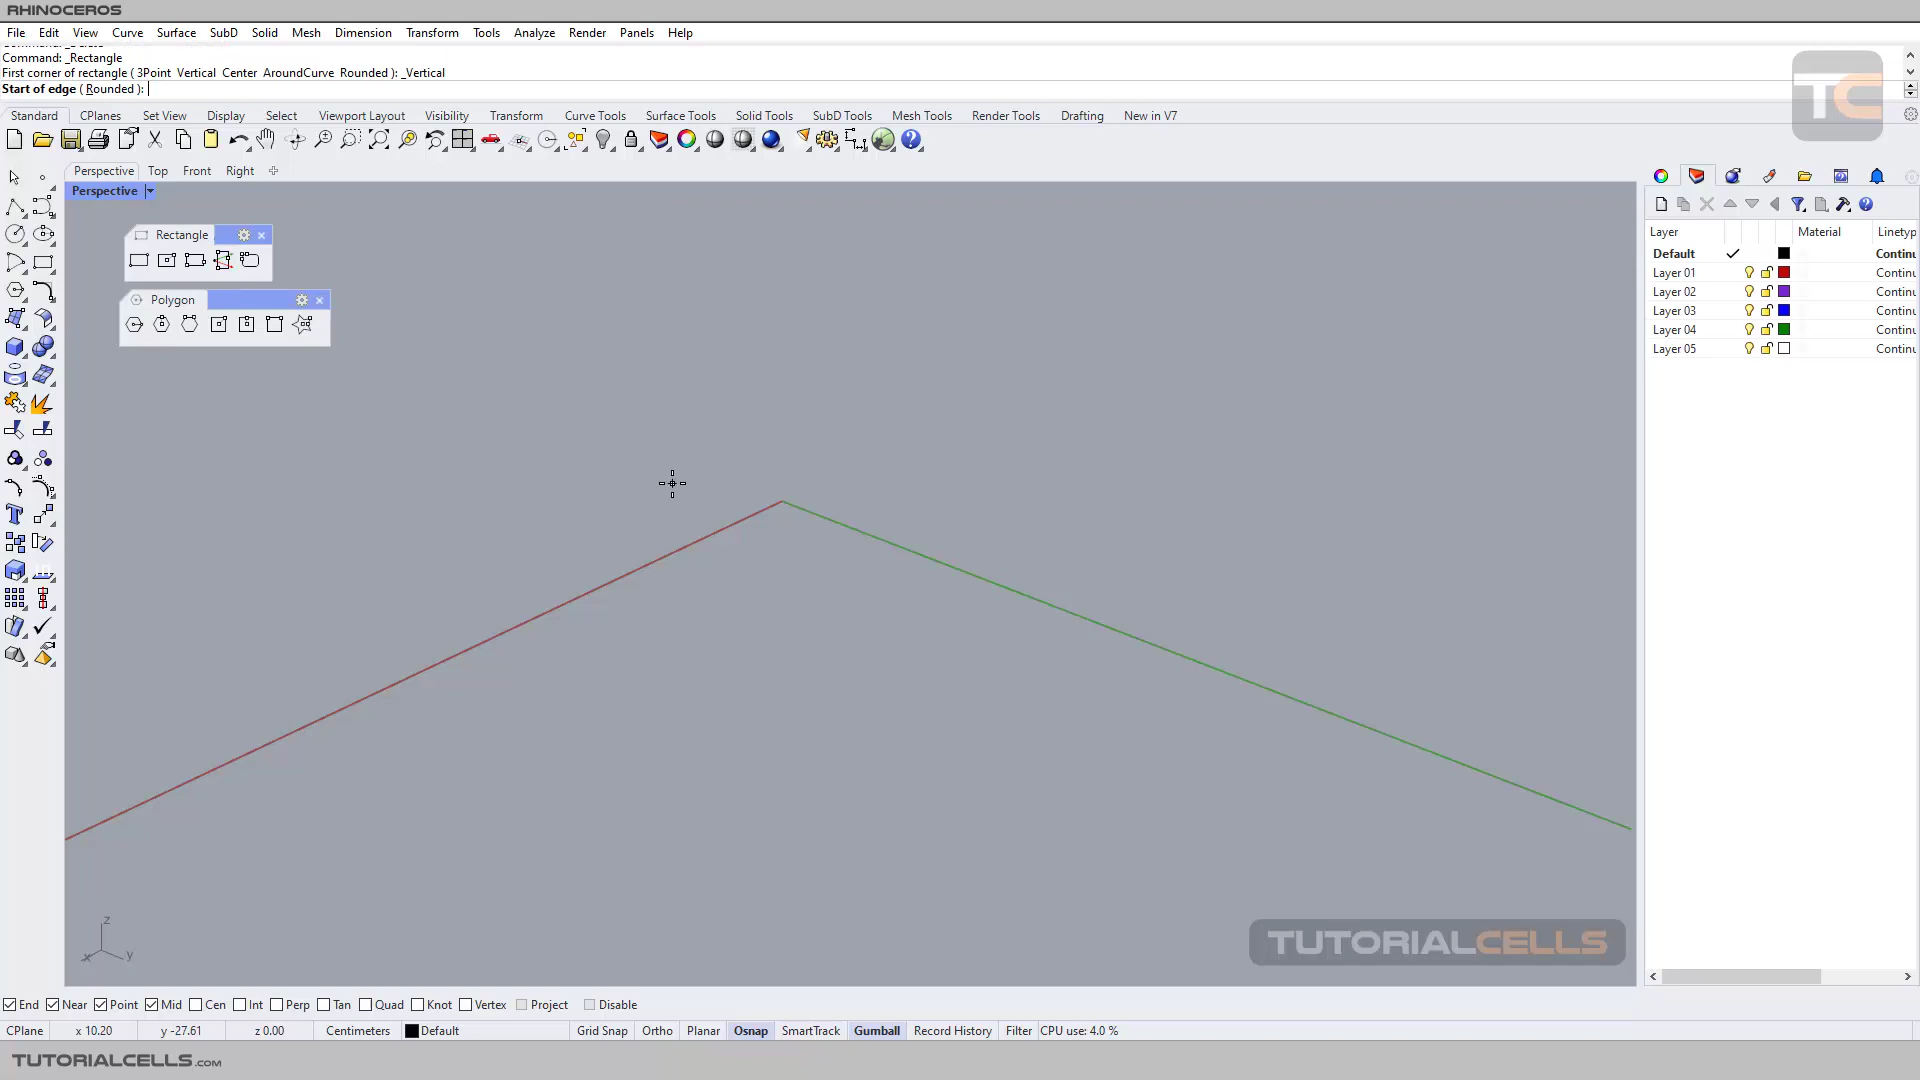 RHINOCEROS
File Edit View Curve Surface SubD Solid Mesh Dimension Transform Tools Analyze Render Panels Help
Command: _Rectangle
First corner of rectangle ( 3Point Vertical Center AroundCurve Rounded ): _Vertical
Start of edge ( Rounded ):
TC
Standard CPlanes Set View Display Select Viewport Layout Visibility Transform Curve Tools Surface Tools Solid Tools SubD Tools Mesh Tools Render Tools Drafting New in V7
Perspective Top Front Right
Perspective
Rectangle
Polygon
Layer Material Linetyp
Default Continu
Layer 01 Continu
Layer 02 Continu
Layer 03 Continu
Layer 04 Continu
Layer 05 Continu
z
x y
TUTORIALCELLS
End Near Point Mid Cen Int Perp Tan Quad Knot Vertex Project Disable
CPlane x 10.20 y -27.61 z 0.00 Centimeters Default Grid Snap Ortho Planar Osnap SmartTrack Gumball Record History Filter CPU use: 4.0 %
TUTORIALCELLS.COM